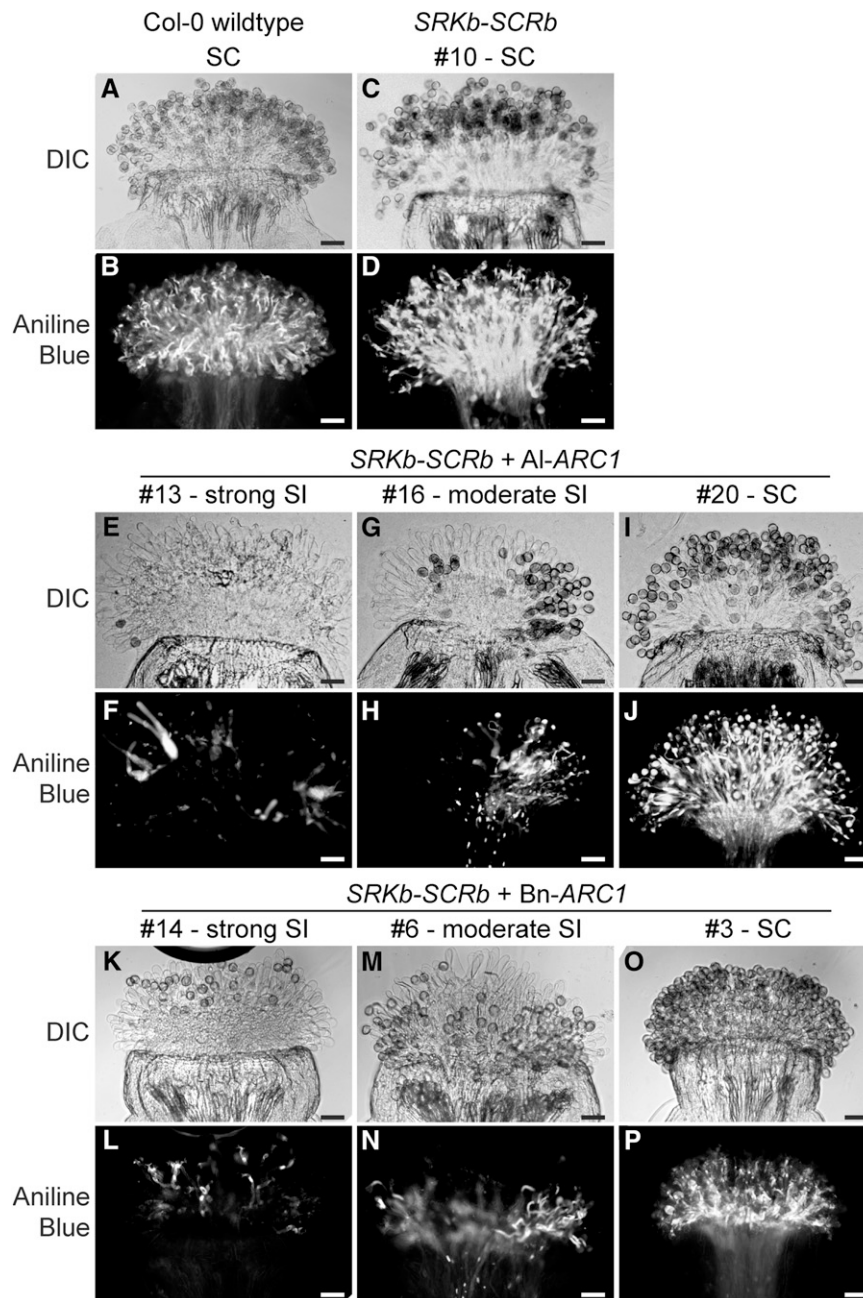 Col-0 wildtype SRKb-SCRb
SC #10 - SC
A C
DIC
B D
Aniline
Blue
SRKb-SCRb + Al-ARC1
#13 - strong SI #16 - moderate SI #20 - SC
E G I
DIC
F H J
Aniline
Blue
SRKb-SCRb + Bn-ARC1
#14 - strong SI #6 - moderate SI #3 - SC
K M O
DIC
L N P
Aniline
Blue